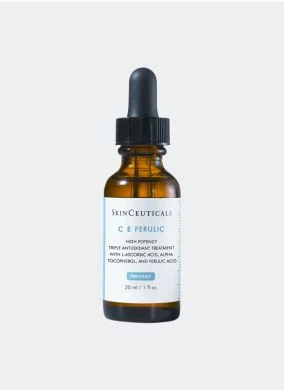 SKINCEUTICALS
C E FERULIC
HIGH POTENCY
TRIPLE ANTIOXIDANT TREATMENT
WITH L-ASCORBIC ACID, ALPHA
TOCOPHEROL, AND FERULIC ACID
PREVENT
30 ml / 1 fl oz